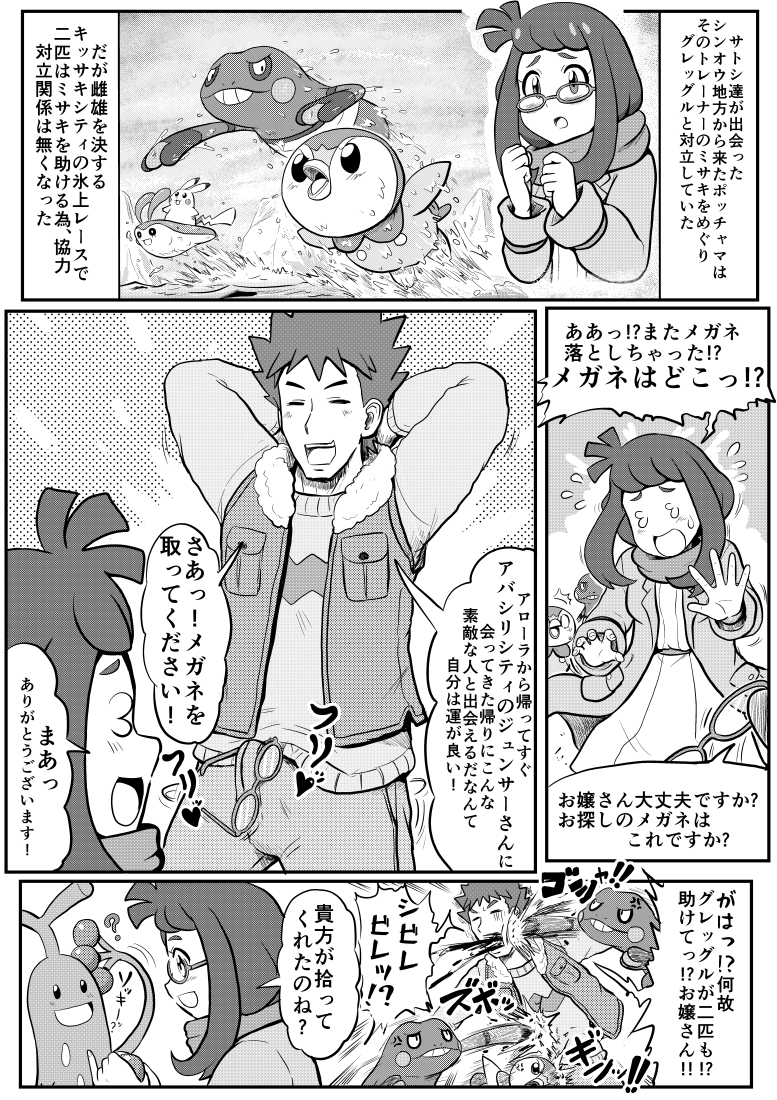 サトシ達が出会った
シンオウ地方から来たポッチャマは
そのトレーナーのミサキをめぐり
グレッグルと対立していた
だが雌雄を決する
キッサキシティの氷上レースで
二匹はミサキを助ける為、協力
対立関係は無くなった
ああっ!?またメガネ
落としちゃった!?
メガネはどこっ!?
お嬢さん大丈夫ですか?
お探しのメガネは
これですか?
アローラから帰ってすぐ
アバシリシティのジュンサーさんに
会ってきた帰りにこんな
素敵な人と出会えるだなんて
自分は運が良い!
さあっ!メガネを
取ってください!
フリ
フリ
まあっ
ありがとうございます!
がはっ!?何故
グレッグルが二匹も!?
助けてっ!?お嬢さん!!
ゴシャ!!
シビレ
ビレッ!?
ズボッ
ギンッ!!
貴方が拾って
くれたのね?
?
ソッキー?